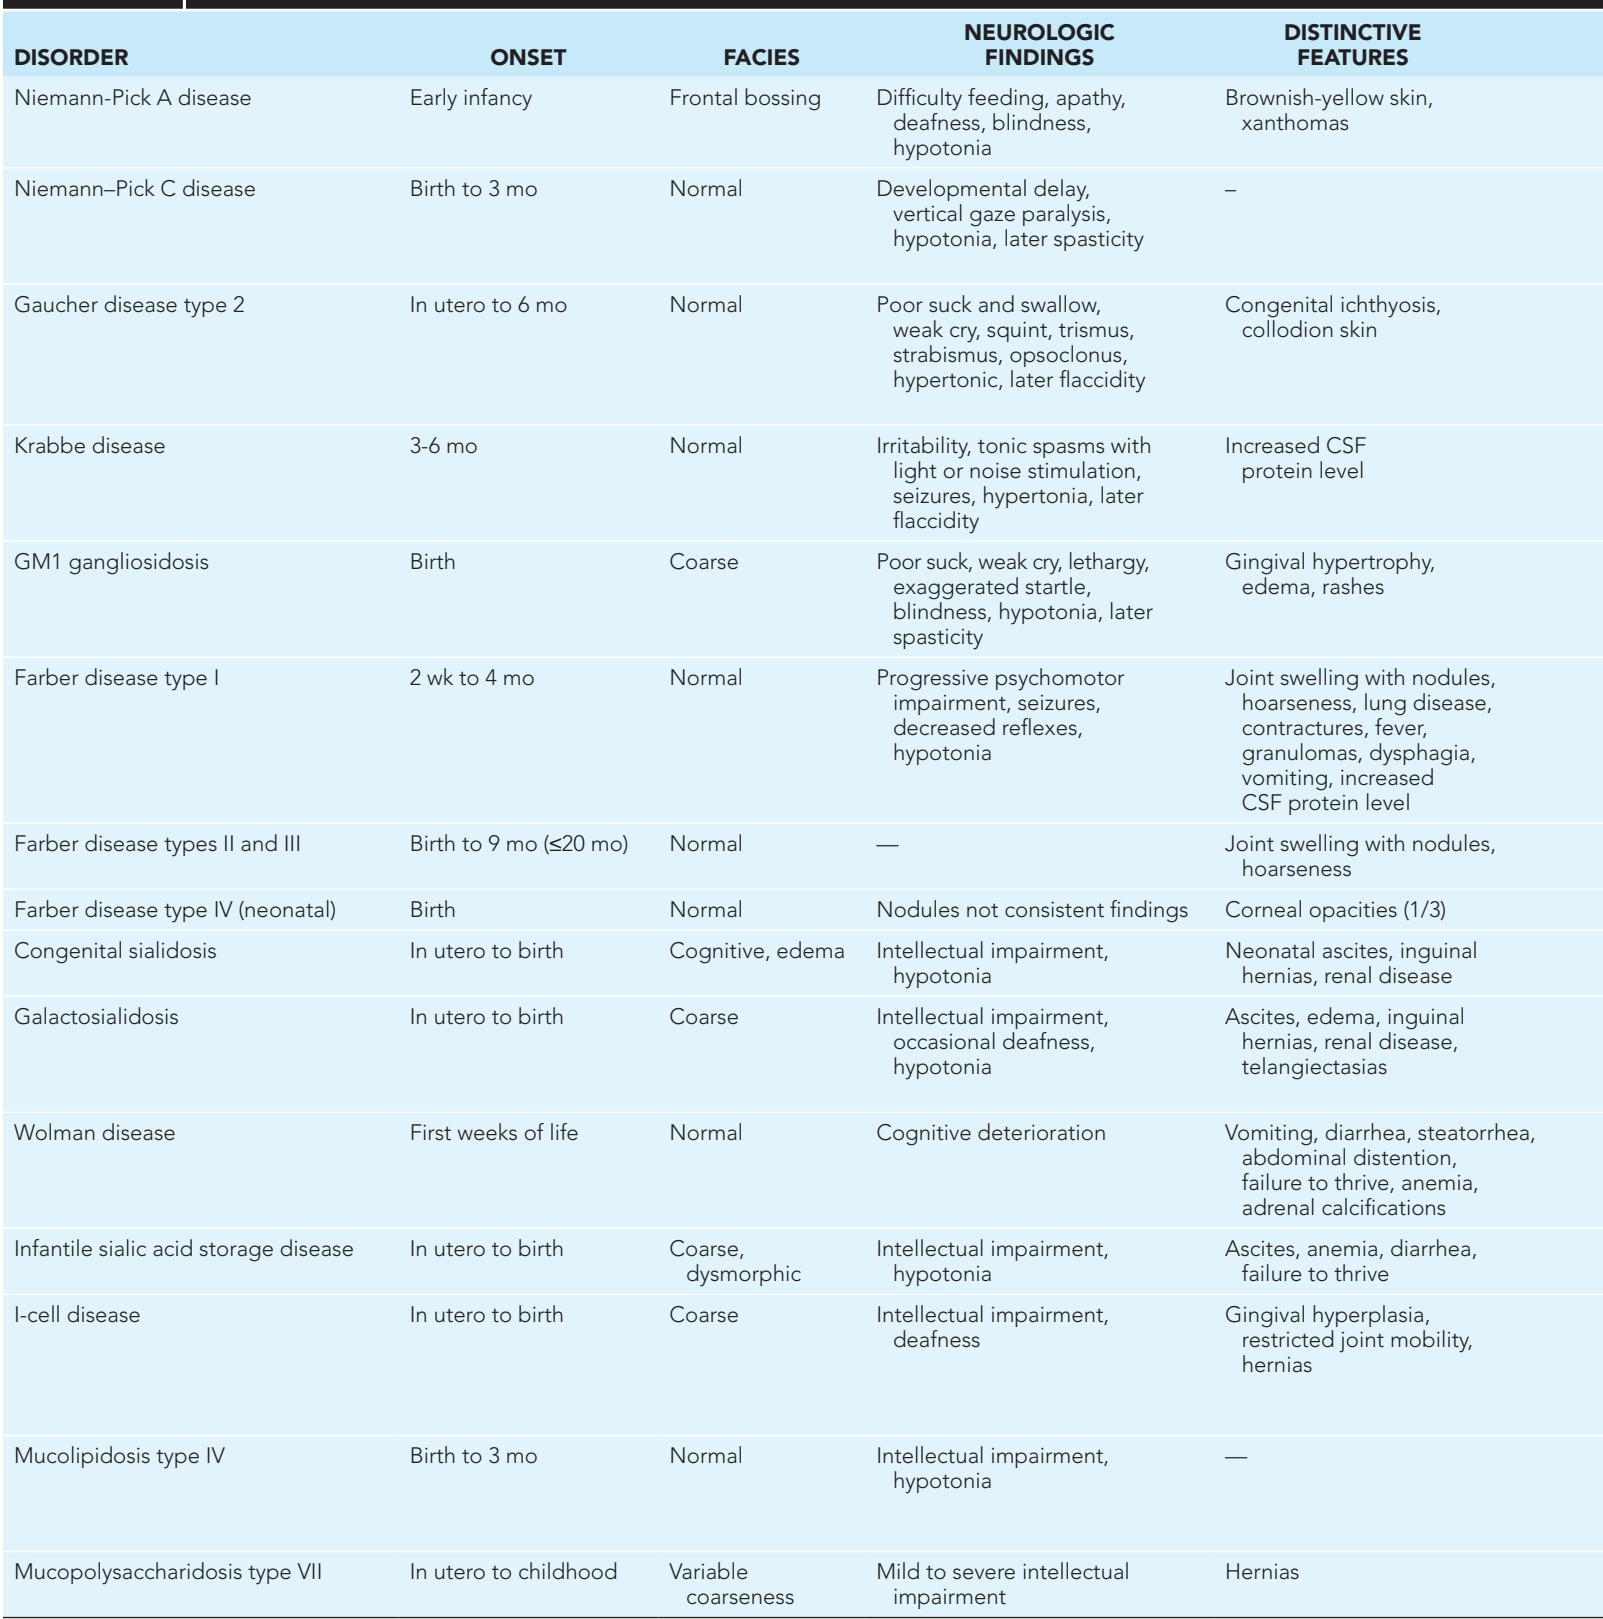 DISORDER ONSET FACIES NEUROLOGIC FINDINGS DISTINCTIVE FEATURES
Niemann-Pick A disease Early infancy Frontal bossing Difficulty feeding, apathy, Brownish-yellow skin,
deafness, blindness, xanthomas
hypotonia
Niemann–Pick C disease Birth to 3 mo Normal Developmental delay, –
vertical gaze paralysis,
hypotonia, later spasticity
Gaucher disease type 2 In utero to 6 mo Normal Poor suck and swallow, Congenital ichthyosis,
weak cry, squint, trismus, collodion skin
strabismus, opsoclonus,
hypertonic, later flaccidity
Krabbe disease 3-6 mo Normal Irritability, tonic spasms with Increased CSF
light or noise stimulation, protein level
seizures, hypertonia, later
flaccidity
GM1 gangliosidosis Birth Coarse Poor suck, weak cry, lethargy, Gingival hypertrophy,
exaggerated startle, edema, rashes
blindness, hypotonia, later
spasticity
Farber disease type I 2 wk to 4 mo Normal Progressive psychomotor Joint swelling with nodules,
impairment, seizures, hoarseness, lung disease,
decreased reflexes, contractures, fever,
hypotonia granulomas, dysphagia,
vomiting, increased
CSF protein level
Farber disease types II and III Birth to 9 mo (≤20 mo) Normal — Joint swelling with nodules,
hoarseness
Farber disease type IV (neonatal) Birth Normal Nodules not consistent findings Corneal opacities (1/3)
Congenital sialidosis In utero to birth Cognitive, edema Intellectual impairment, Neonatal ascites, inguinal
hypotonia hernias, renal disease
Galactosialidosis In utero to birth Coarse Intellectual impairment, Ascites, edema, inguinal
occasional deafness, hernias, renal disease,
hypotonia telangiectasias
Wolman disease First weeks of life Normal Cognitive deterioration Vomiting, diarrhea, steatorrhea,
abdominal distention,
failure to thrive, anemia,
adrenal calcifications
Infantile sialic acid storage disease In utero to birth Coarse, Intellectual impairment, Ascites, anemia, diarrhea,
dysmorphic hypotonia failure to thrive
I-cell disease In utero to birth Coarse Intellectual impairment, Gingival hyperplasia,
deafness restricted joint mobility,
hernias
Mucolipidosis type IV Birth to 3 mo Normal Intellectual impairment, —
hypotonia
Mucopolysaccharidosis type VII In utero to childhood Variable Mild to severe intellectual Hernias
coarseness impairment